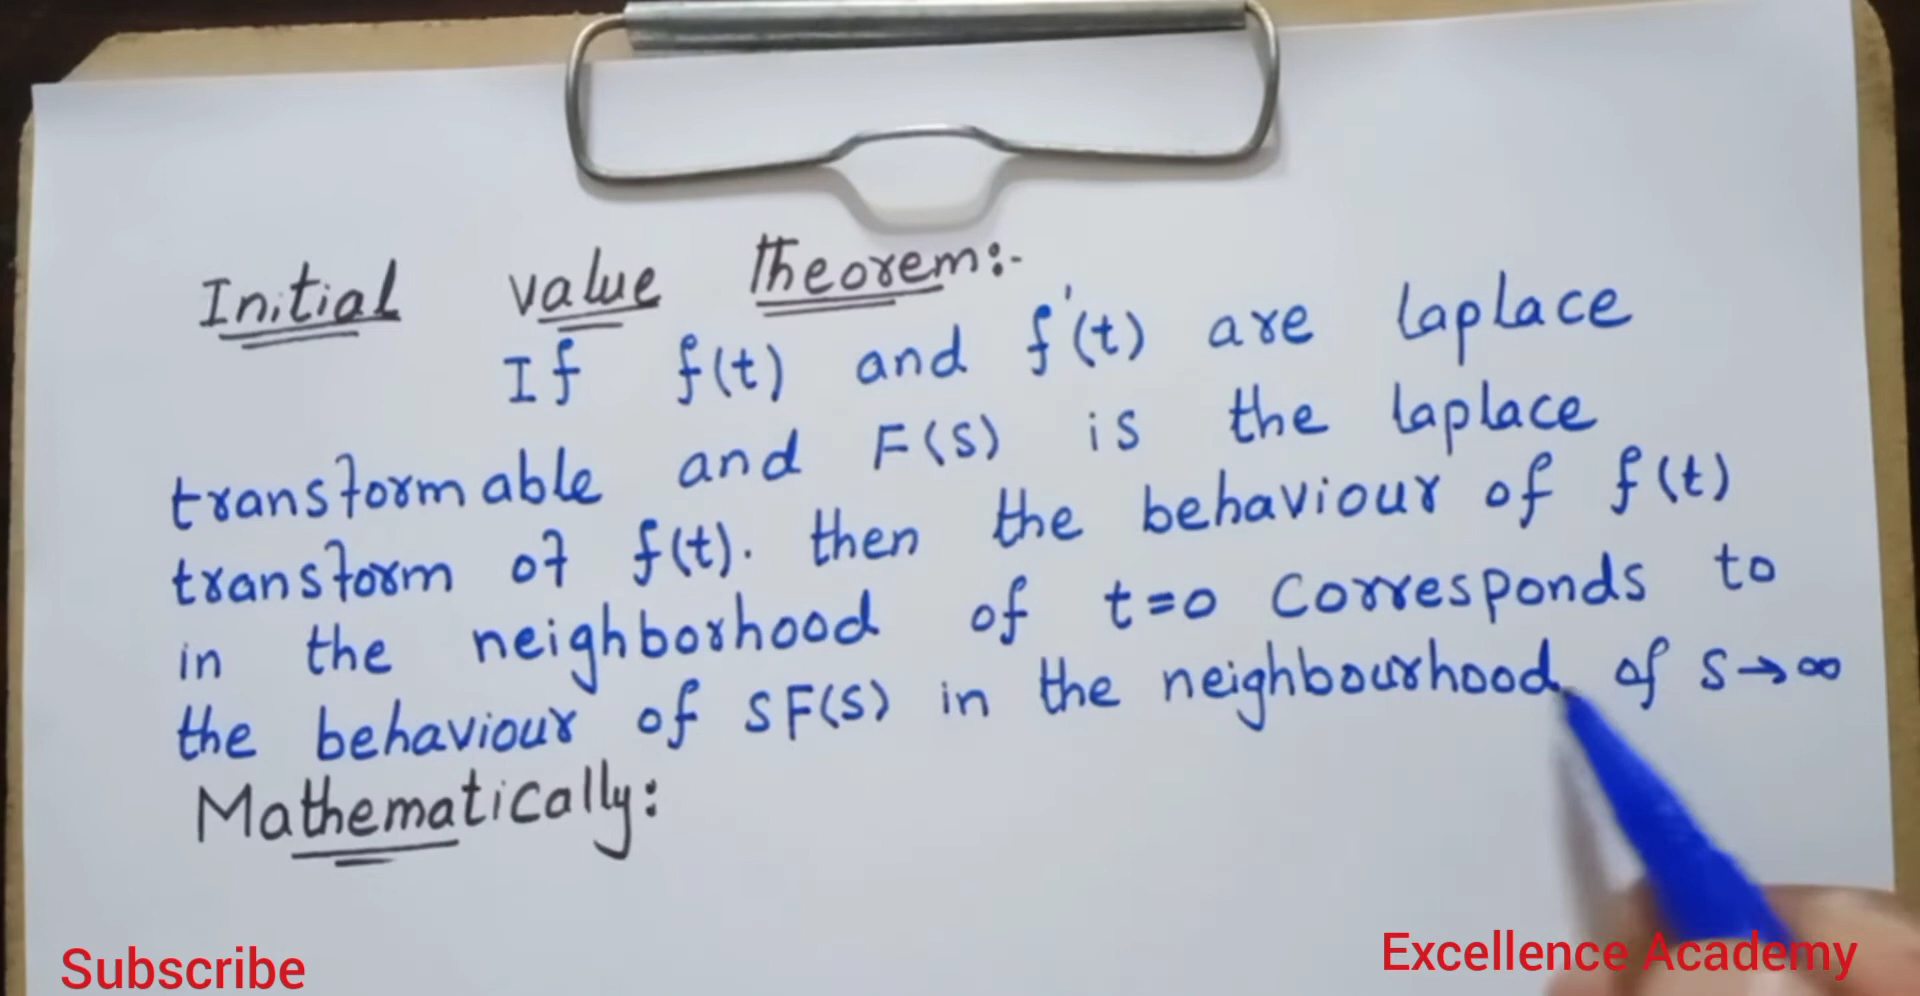 Initial value theorem:-
If f(t) and f'(t) are laplace
transformable and F(s) is the laplace
transform of f(t). then the behaviour of f(t)
in the neighborhood of t=0 corresponds to
the behaviour of SF(S) in the neighbourhood of S→∞
Mathematically:
Subscribe
Excellence Academy